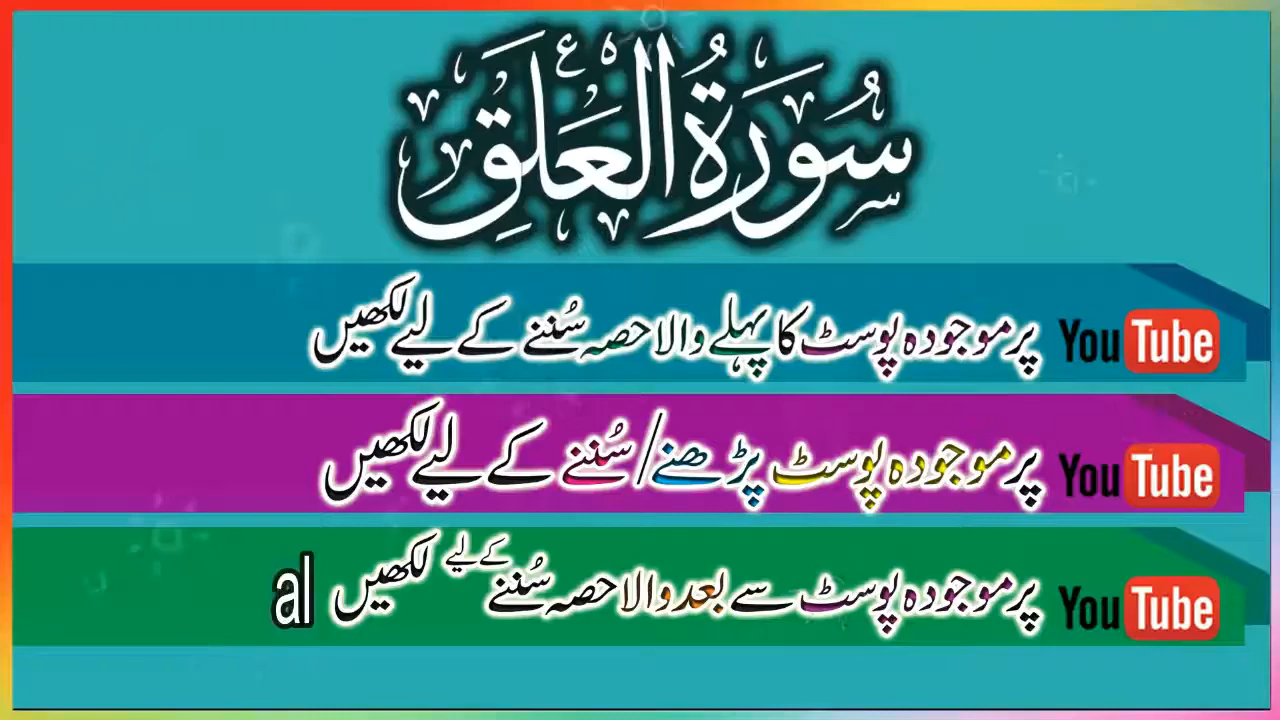 سُورَةُ الْعَلَقِ
YouTube پر موجودہ پوسٹ کا پہلے والا حصہ سُننے کے لیے لکھیں
YouTube پر موجودہ پوسٹ پڑھنے/سُننے کے لیے لکھیں
YouTube پر موجودہ پوسٹ سے بعد والا حصہ سُننے کے لیے لکھیں al